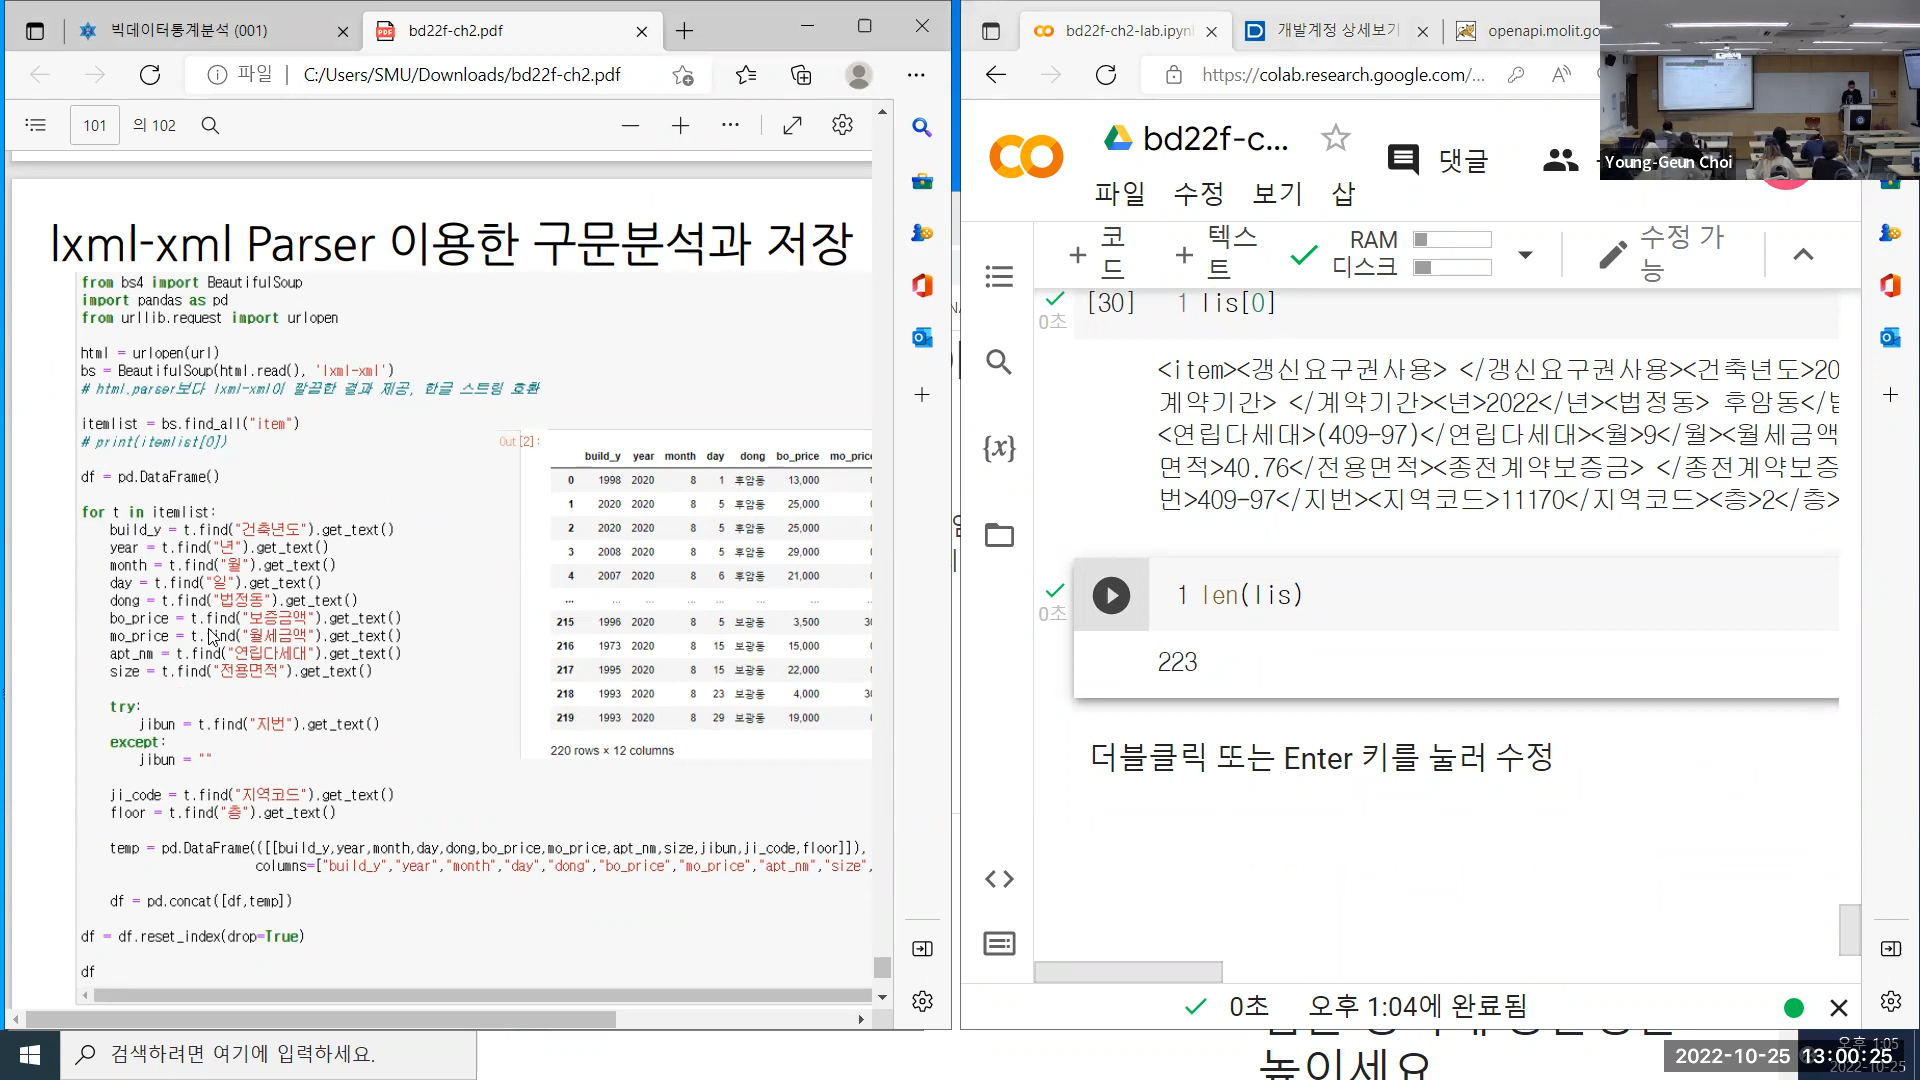 빅데이터통계분석 (001)
bd22f-ch2.pdf
파일
C:/Users/SMU/Downloads/bd22f-ch2.pdf
101
의 102
lxml-xml Parser 이용한 구문분석과 저장
from bs4 import BeautifulSoup
import pandas as pd
from urllib.request import urlopen
html = urlopen(url)
bs = BeautifulSoup(html.read(), 'lxml-xml')
# html.parser보다 lxml-xml이 깔끔한 결과 제공, 한글 스트링 호환
itemlist = bs.find_all("item")
# print(itemlist[0])
df = pd.DataFrame()
for t in itemlist:
build_y = t.find("건축년도").get_text()
year = t.find("년").get_text()
month = t.find("월").get_text()
day = t.find("일").get_text()
dong = t.find("법정동").get_text()
bo_price = t.find("보증금액").get_text()
mo_price = t.find("월세금액").get_text()
apt_nm = t.find("연립다세대").get_text()
size = t.find("전용면적").get_text()
try:
jibun = t.find("지번").get_text()
except:
jibun = ""
ji_code = t.find("지역코드").get_text()
floor = t.find("층").get_text()
temp = pd.DataFrame(([[build_y,year,month,day,dong,bo_price,mo_price,apt_nm,size,jibun,ji_code,floor]]),
columns=["build_y","year","month","day","dong","bo_price","mo_price","apt_nm","size",
df = pd.concat([df,temp])
df = df.reset_index(drop=True)
df
Out[2]:
build_y year month day dong bo_price mo_price
0 1998 2020 8 1 후암동 13,000
1 2020 2020 8 5 후암동 25,000
2 2020 2020 8 5 후암동 25,000
3 2008 2020 8 5 후암동 29,000
4 2007 2020 8 6 후암동 21,000
... ... ... ... ... ... ...
215 1996 2020 8 5 보광동 3,500
216 1973 2020 8 15 보광동 15,000
217 1995 2020 8 15 보광동 22,000
218 1993 2020 8 23 보광동 4,000
219 1993 2020 8 29 보광동 19,000
220 rows × 12 columns
검색하려면 여기에 입력하세요.
bd22f-ch2-lab.ipynb
개발계정 상세보기
openapi.molit.go
https://colab.research.google.com/...
Young-Geun Choi
bd22f-c...
댓글
파일 수정 보기 삽
+ 코드
+ 텍스트
RAM
디스크
수정 가능
[30] 1 lis[0]
0초
<item><갱신요구권사용> </갱신요구권사용><건축년도>20
계약기간> </계약기간><년>2022</년><법정동> 후암동</법
<연립다세대>(409-97)</연립다세대><월>9</월><월세금액
면적>40.76</전용면적><종전계약보증금> </종전계약보증
번>409-97</지번><지역코드>11170</지역코드><층>2</층>
1 len(lis)
0초
223
더블클릭 또는 Enter 키를 눌러 수정
0초 오후 1:04에 완료됨
높이세요
오후 1:05
2022-10-25
2022-10-25 13:00:25